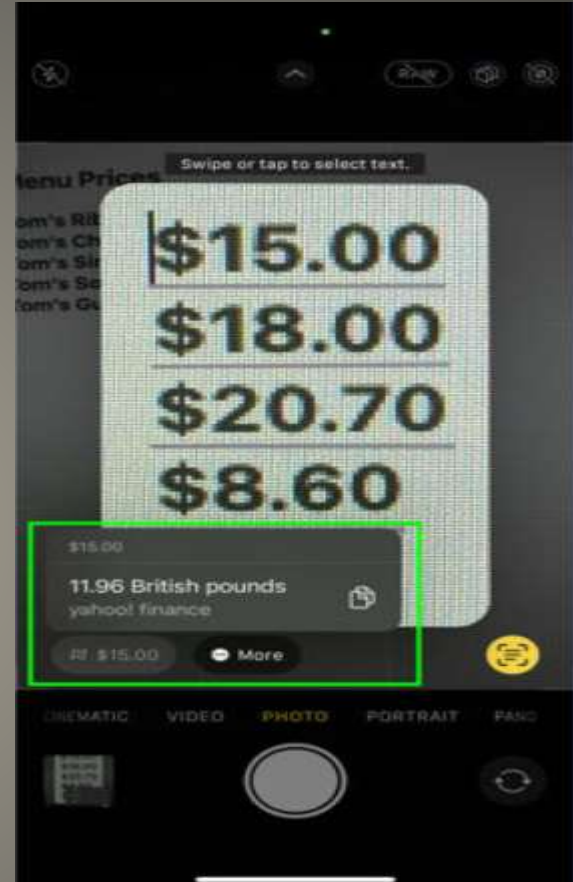 RAW
Swipe or tap to select text.
Menu Prices
$15.00
$18.00
$20.70
$8.60
$15.00
11.96 British pounds
yahoo! finance
$15.00
More
VIDEO
PHOTO
PORTRAIT